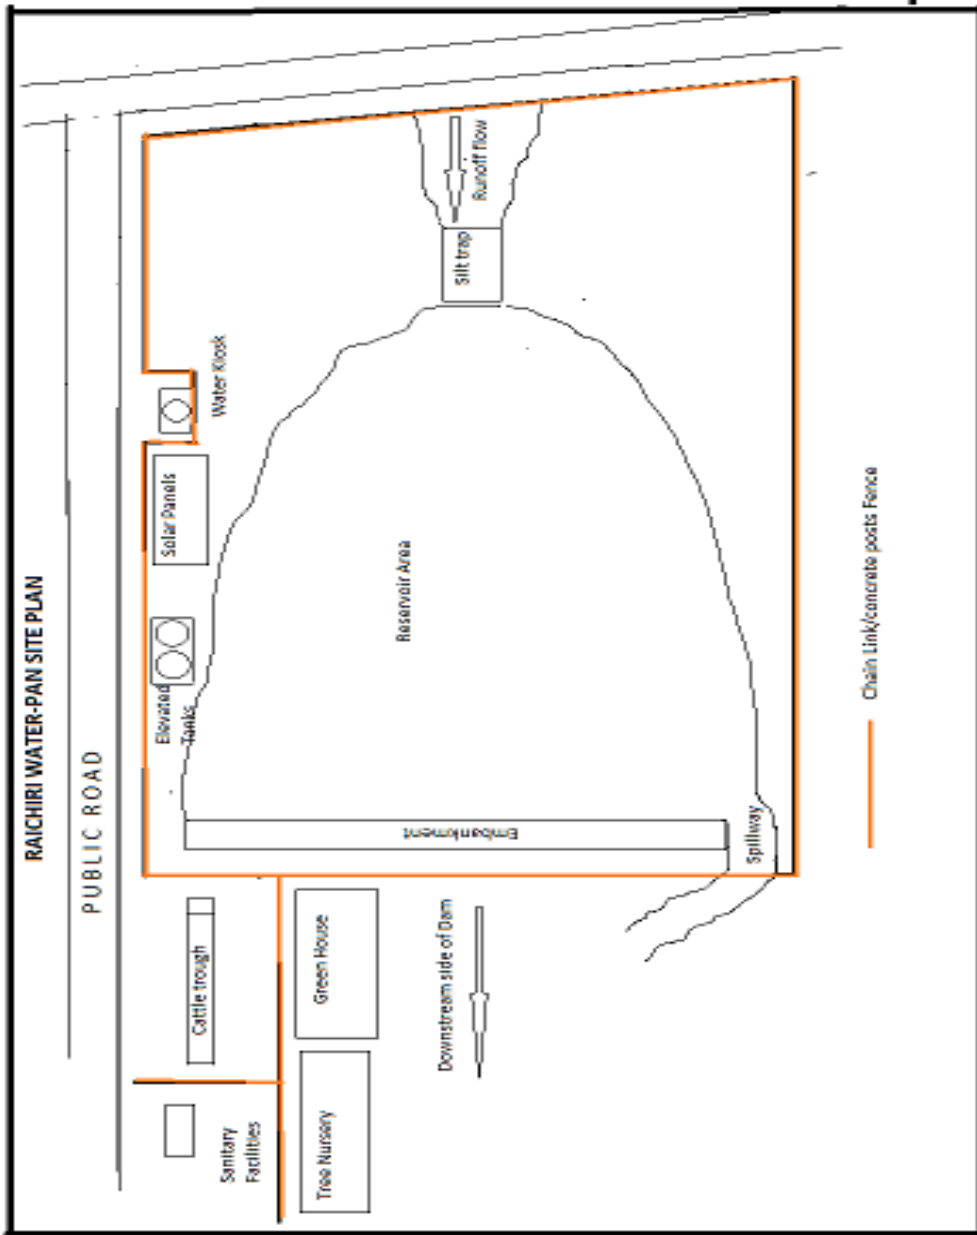 RAICHIRI WATER-PAN SITE PLAN
PUBLIC ROAD
Sanitary
Facilities
Cattle trough
Elevated
Tanks
Solar Panels
Water Kiosk
Tree Nursery
Green House
Embankment
Reservoir Area
Silt trap
Runoff flow
Downstream side of Dam
Spillway
Chain Link/concrete posts Fence